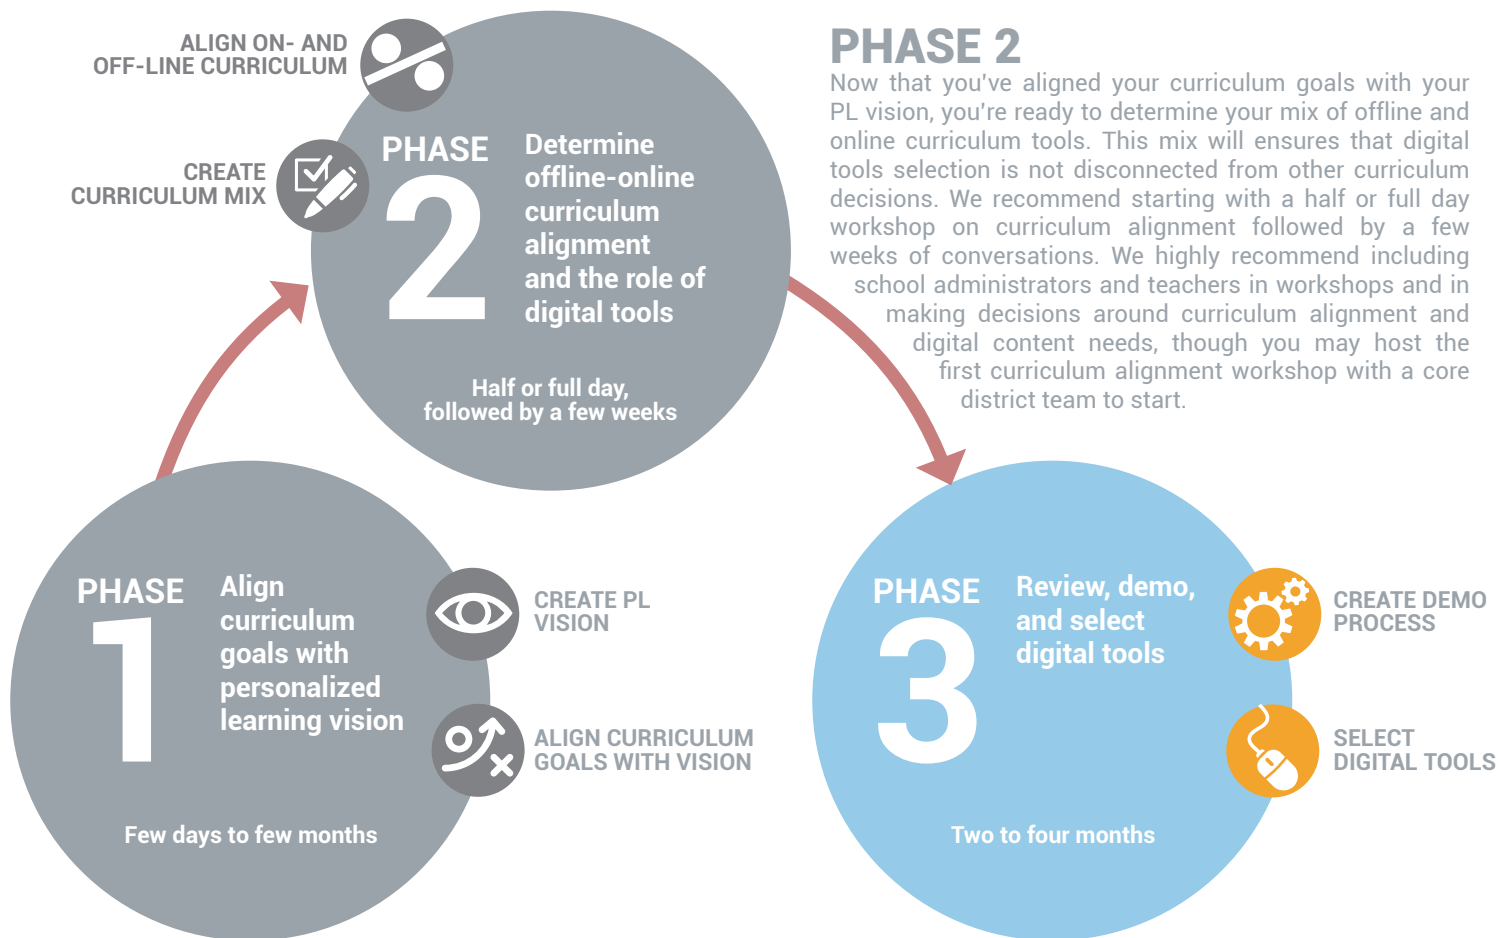 ALIGN ON- AND
OFF-LINE CURRICULUM
CREATE
CURRICULUM MIX
PHASE
2
Determine
offline-online
curriculum
alignment
and the role of
digital tools
Half or full day,
followed by a few weeks
PHASE 2
Now that you've aligned your curriculum goals with your
PL vision, you're ready to determine your mix of offline and
online curriculum tools. This mix will ensures that digital
tools selection is not disconnected from other curriculum
decisions. We recommend starting with a half or full day
workshop on curriculum alignment followed by a few
weeks of conversations. We highly recommend including
school administrators and teachers in workshops and in
making decisions around curriculum alignment and
digital content needs, though you may host the
first curriculum alignment workshop with a core
district team to start.
PHASE
1
Align
curriculum
goals with
personalized
learning vision
Few days to few months
CREATE PL
VISION
ALIGN CURRICULUM
GOALS WITH VISION
PHASE
3
Review, demo,
and select
digital tools
Two to four months
CREATE DEMO
PROCESS
SELECT
DIGITAL TOOLS